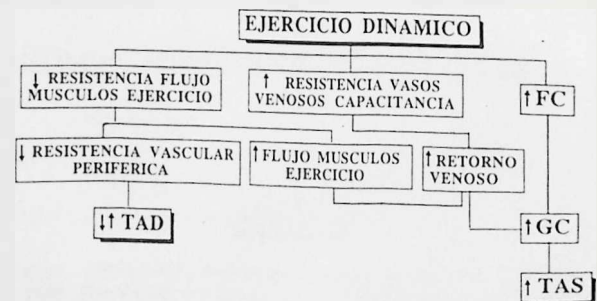 EJERCICIO DINAMICO
↓ RESISTENCIA FLUJO
MUSCULOS EJERCICIO
↑ RESISTENCIA VASOS
VENOSOS CAPACITANCIA
↑ FC
↓ RESISTENCIA VASCULAR
PERIFERICA
↑ FLUJO MUSCULOS
EJERCICIO
↑ RETORNO
VENOSO
↓↑ TAD
↑ GC
↑ TAS